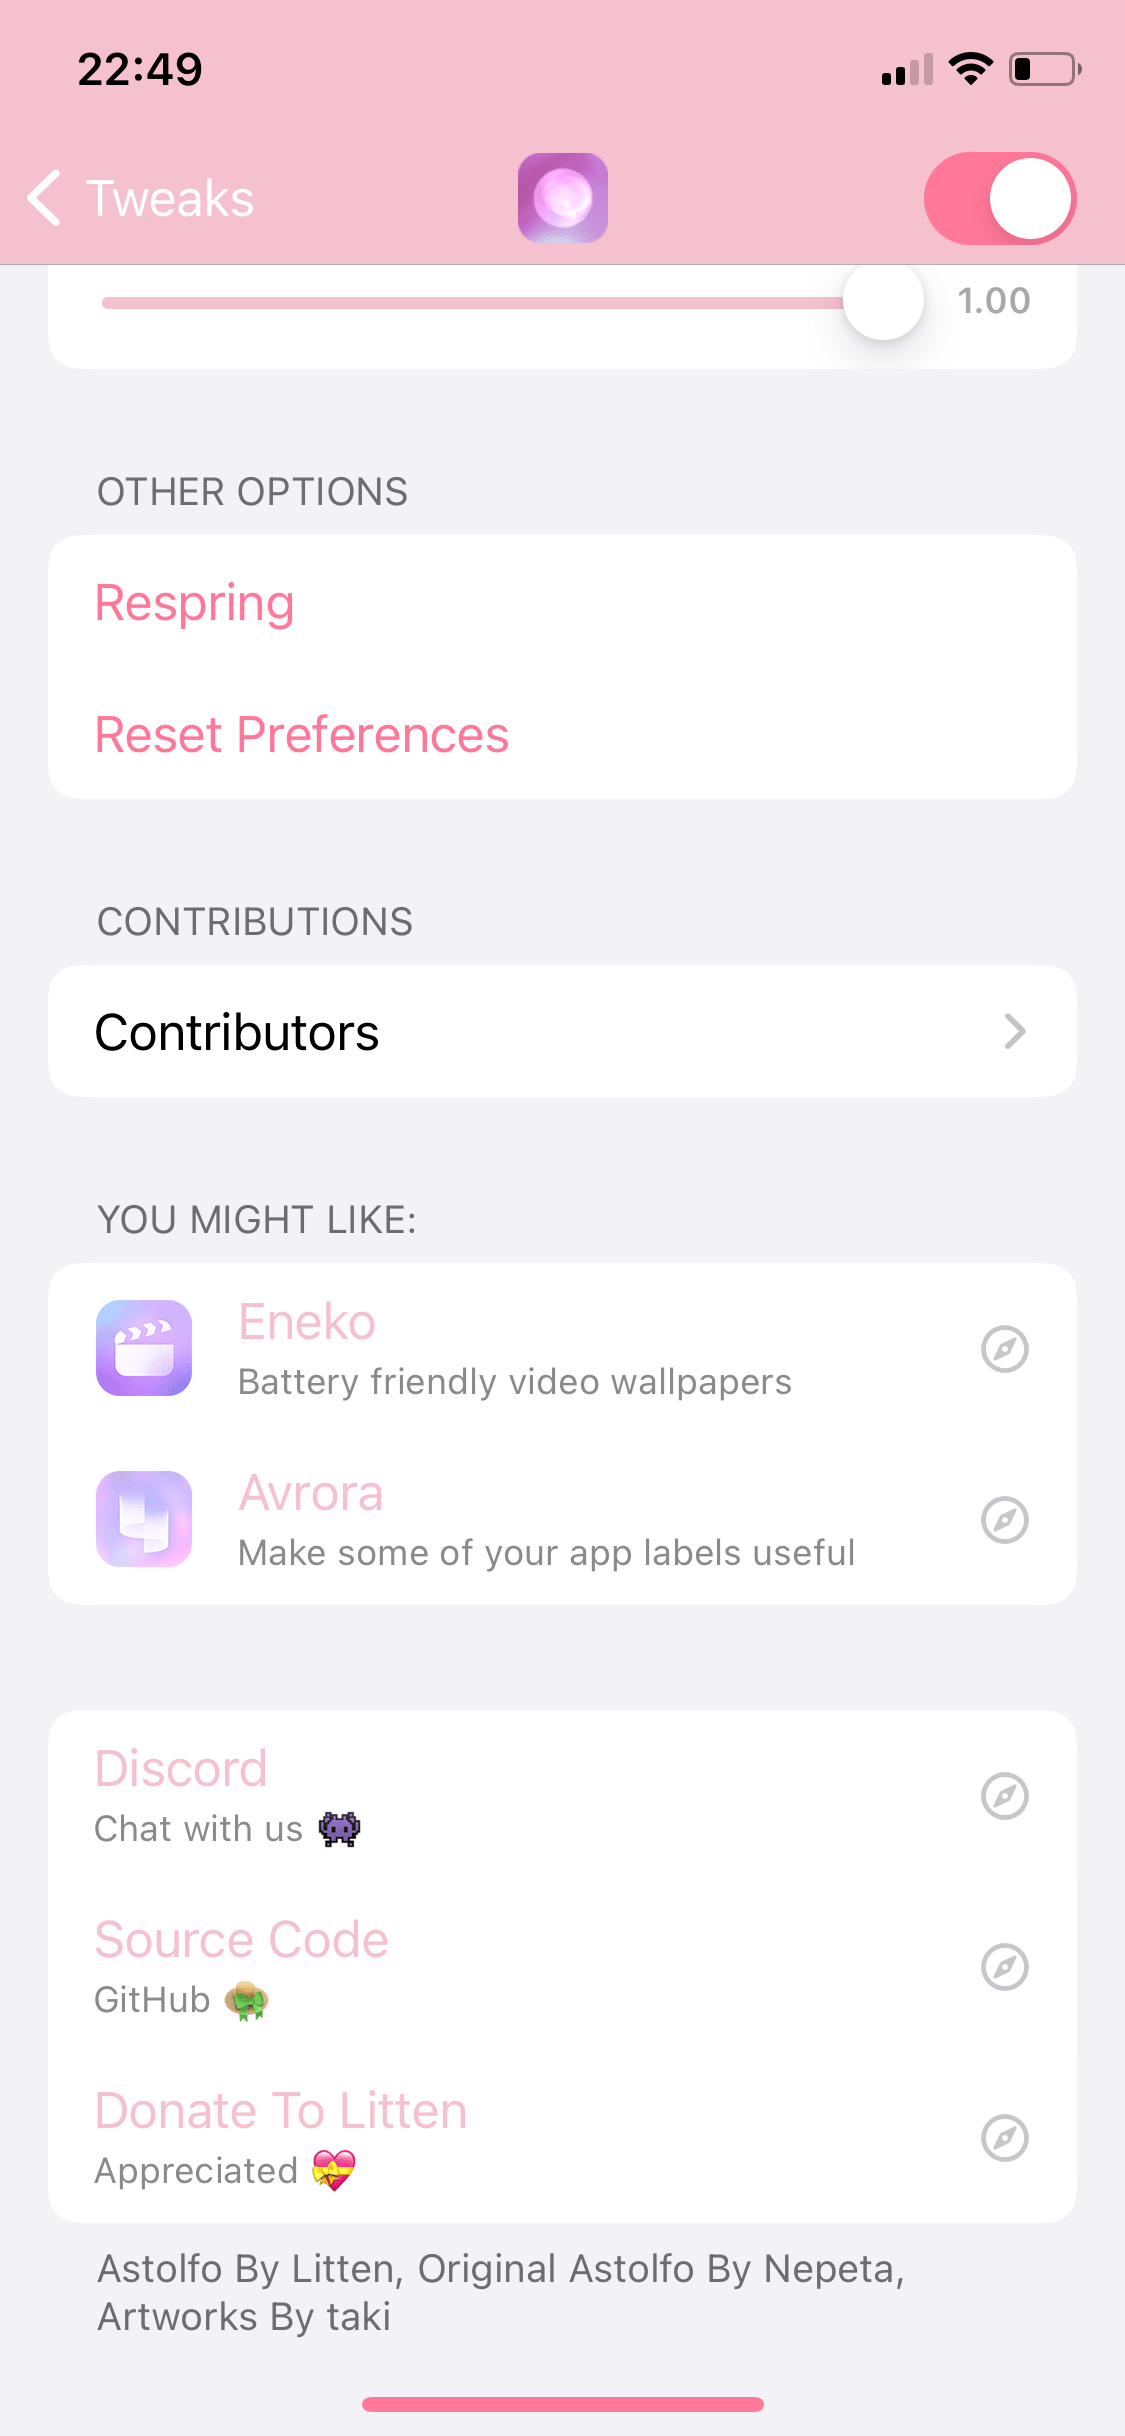 22:49
Tweaks
1.00
OTHER OPTIONS
Respring
Reset Preferences
CONTRIBUTIONS
Contributors
YOU MIGHT LIKE:
Eneko
Battery friendly video wallpapers
Avrora
Make some of your app labels useful
Discord
Chat with us 👾
Source Code
GitHub 👒
Donate To Litten
Appreciated 💝
Astolfo By Litten, Original Astolfo By Nepeta,
Artworks By taki